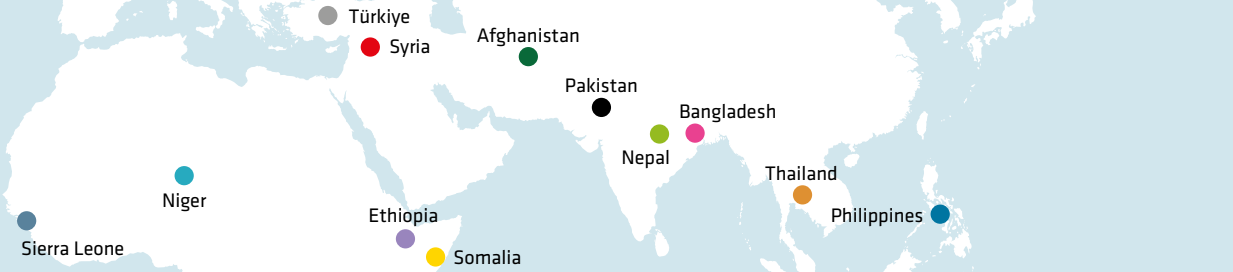 Türkiye
Syria
Afghanistan
Pakistan
Bangladesh
Nepal
Thailand
Niger
Ethiopia
Philippines
Sierra Leone
Somalia